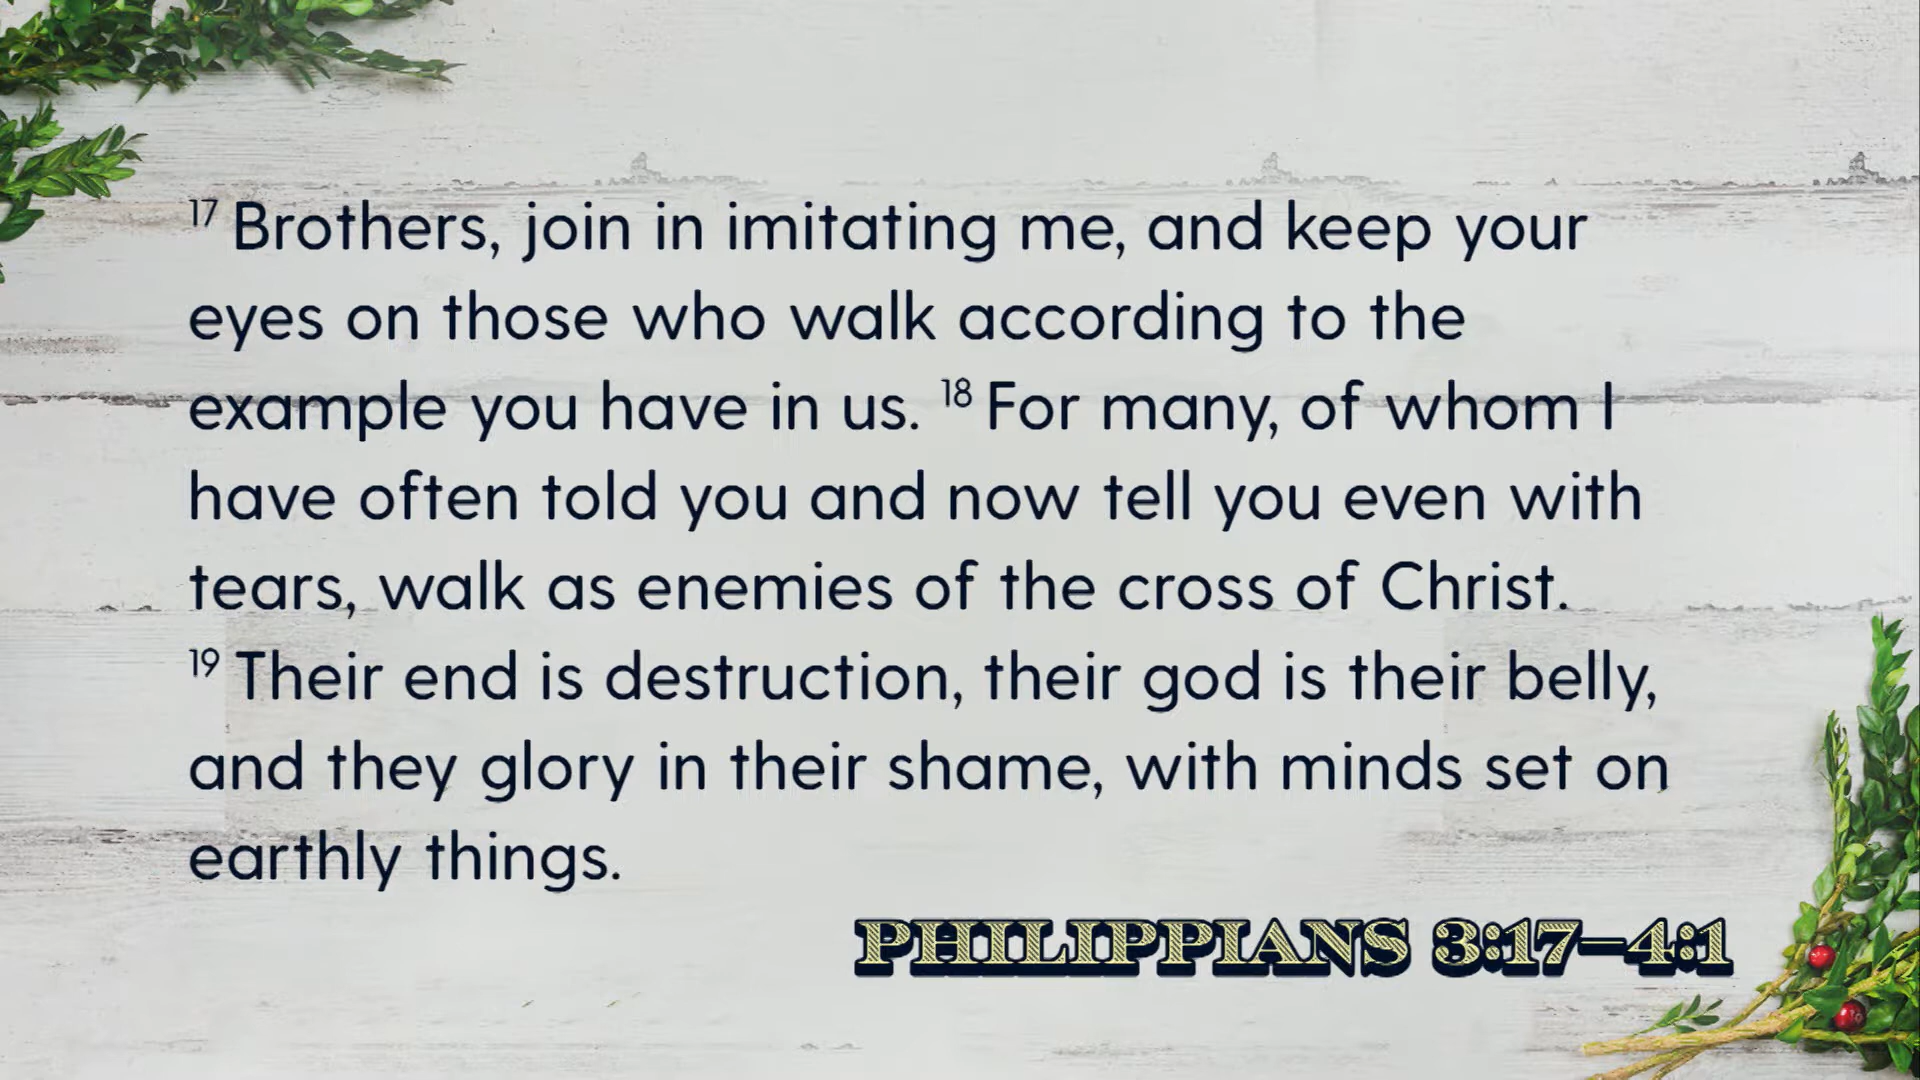 17 Brothers, join in imitating me, and keep your
eyes on those who walk according to the
example you have in us. 18 For many, of whom I
have often told you and now tell you even with
tears, walk as enemies of the cross of Christ.
19 Their end is destruction, their god is their belly,
and they glory in their shame, with minds set on
earthly things.
PHILIPPIANS 3:17–4:1